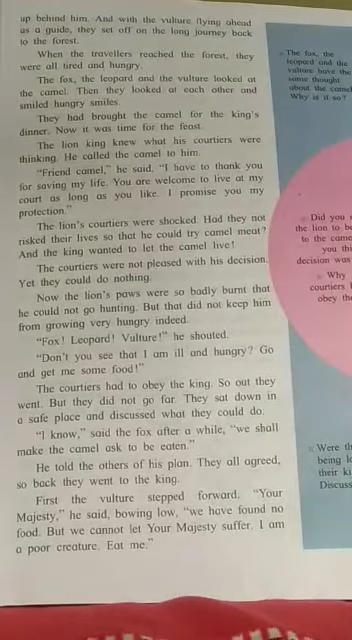 up behind him. And with the vulture flying ahead
as a guide, they set off on the long journey back
to the forest.
When the travellers reached the forest, they
were all tired and hungry.
The fox, the leopard and the vulture looked at
the camel. Then they looked at each other and
smiled hungry smiles.
They had brought the camel for the king's
dinner. Now it was time for the feast.
The lion king knew what his courtiers were
thinking. He called the camel to him.
"Friend camel," he said, "I have to thank you
for saving my life. You are welcome to live at my
court as long as you like. I promise you my
protection."
The lion's courtiers were shocked. Had they not
risked their lives so that he could try camel meat?
And the king wanted to let the camel live!
The courtiers were not pleased with his decision.
Yet they could do nothing.
Now the lion's paws were so badly burnt that
he could not go hunting. But that did not keep him
from growing very hungry indeed.
"Fox! Leopard! Vulture!" he shouted.
"Don't you see that I am ill and hungry? Go
and get me some food!"
The courtiers had to obey the king. So out they
went. But they did not go far. They sat down in
a safe place and discussed what they could do.
"I know," said the fox after a while, "we shall
make the camel ask to be eaten."
He told the others of his plan. They all agreed,
so back they went to the king.
First the vulture stepped forward. "Your
Majesty," he said, bowing low, "we have found no
food. But we cannot let Your Majesty suffer. I am
a poor creature. Eat me."
The fox, the
leopard and the
vulture have the
same thought
about the camel
Why is it so?
Did you
the lion to be
to the came
you thi
decision was
Why
courtiers
obey the
Were th
being lo
their ki
Discuss